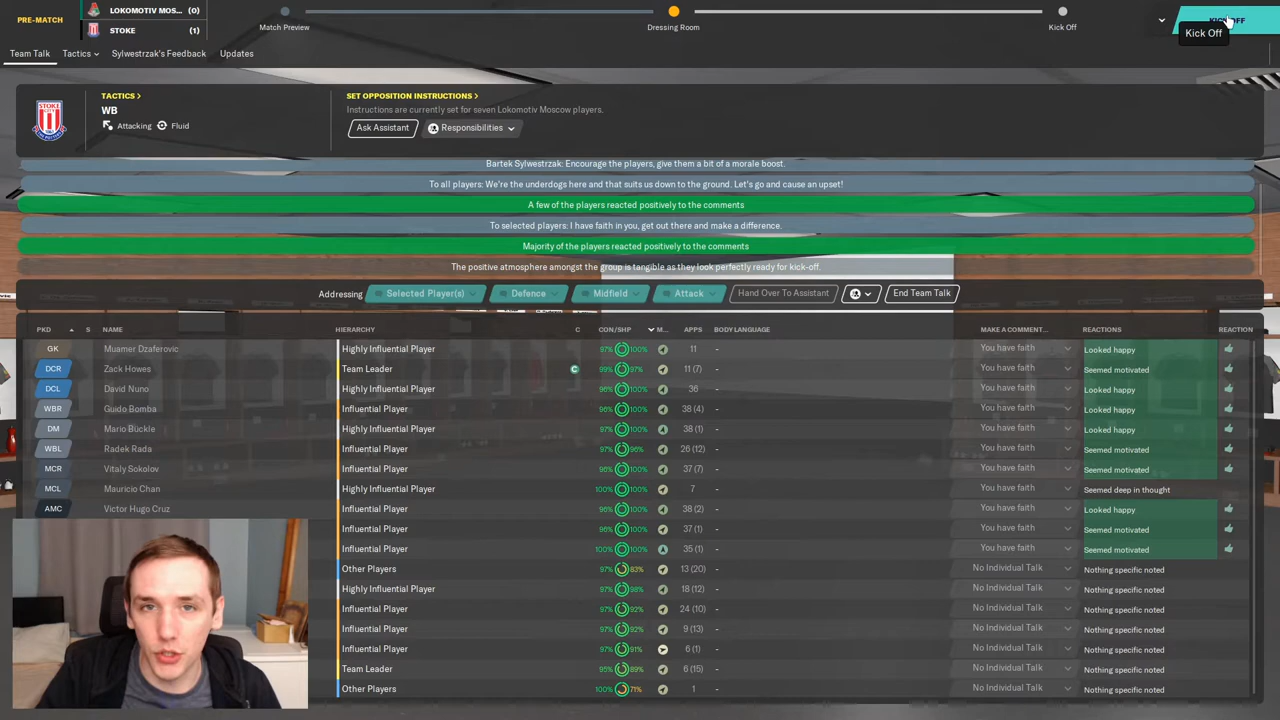 PRE-MATCH
LOKOMOTIV MOS... (0)
STOKE (1)
Match Preview
Dressing Room
Kick Off
KICK OFF
Kick Off
Team Talk
Tactics
Sylwestrzak's Feedback
Updates
STOKE CITY
TACTICS >
WB
Attacking
Fluid
SET OPPOSITION INSTRUCTIONS >
Instructions are currently set for seven Lokomotiv Moscow players.
Ask Assistant
Responsibilities
Bartek Sylwestrzak: Encourage the players, give them a bit of a morale boost.
To all players: We're the underdogs here and that suits us down to the ground. Let's go and cause an upset!
A few of the players reacted positively to the comments
To selected players: I have faith in you, get out there and make a difference.
Majority of the players reacted positively to the comments
The positive atmosphere amongst the group is tangible as they look perfectly ready for kick-off.
Addressing
Selected Player(s)
Defence
Midfield
Attack
Hand Over To Assistant
End Team Talk
PKD S NAME HIERARCHY C CON/SHP M... APPS BODY LANGUAGE MAKE A COMMENT... REACTIONS REACTION
GK Muamer Dzaferovic Highly Influential Player 97% 100% 11 - You have faith Looked happy
DCR Zack Howes Team Leader C 99% 97% 11 (7) - You have faith Seemed motivated
DCL David Nuno Highly Influential Player 96% 100% 36 - You have faith Looked happy
WBR Guido Bomba Influential Player 96% 100% 38 (4) - You have faith Looked happy
DM Mario Buckle Highly Influential Player 97% 100% 38 (1) - You have faith Looked happy
WBL Radek Rada Influential Player 97% 96% 26 (12) - You have faith Seemed motivated
MCR Vitaly Sokolov Influential Player 96% 100% 37 (7) - You have faith Seemed motivated
MCL Mauricio Chan Highly Influential Player 100% 100% 7 - You have faith Seemed deep in thought
AMC Victor Hugo Cruz Influential Player 96% 100% 38 (2) - You have faith Looked happy
Influential Player 96% 100% 37 (1) - You have faith Seemed motivated
Influential Player 100% 100% 35 (1) - You have faith Seemed motivated
Other Players 97% 83% 13 (20) - No Individual Talk Nothing specific noted
Highly Influential Player 97% 98% 18 (12) - No Individual Talk Nothing specific noted
Influential Player 97% 92% 24 (10) - No Individual Talk Nothing specific noted
Influential Player 97% 92% 9 (13) - No Individual Talk Nothing specific noted
Influential Player 97% 91% 6 (1) - No Individual Talk Nothing specific noted
Team Leader 95% 89% 6 (15) - No Individual Talk Nothing specific noted
Other Players 100% 71% 1 - No Individual Talk Nothing specific noted